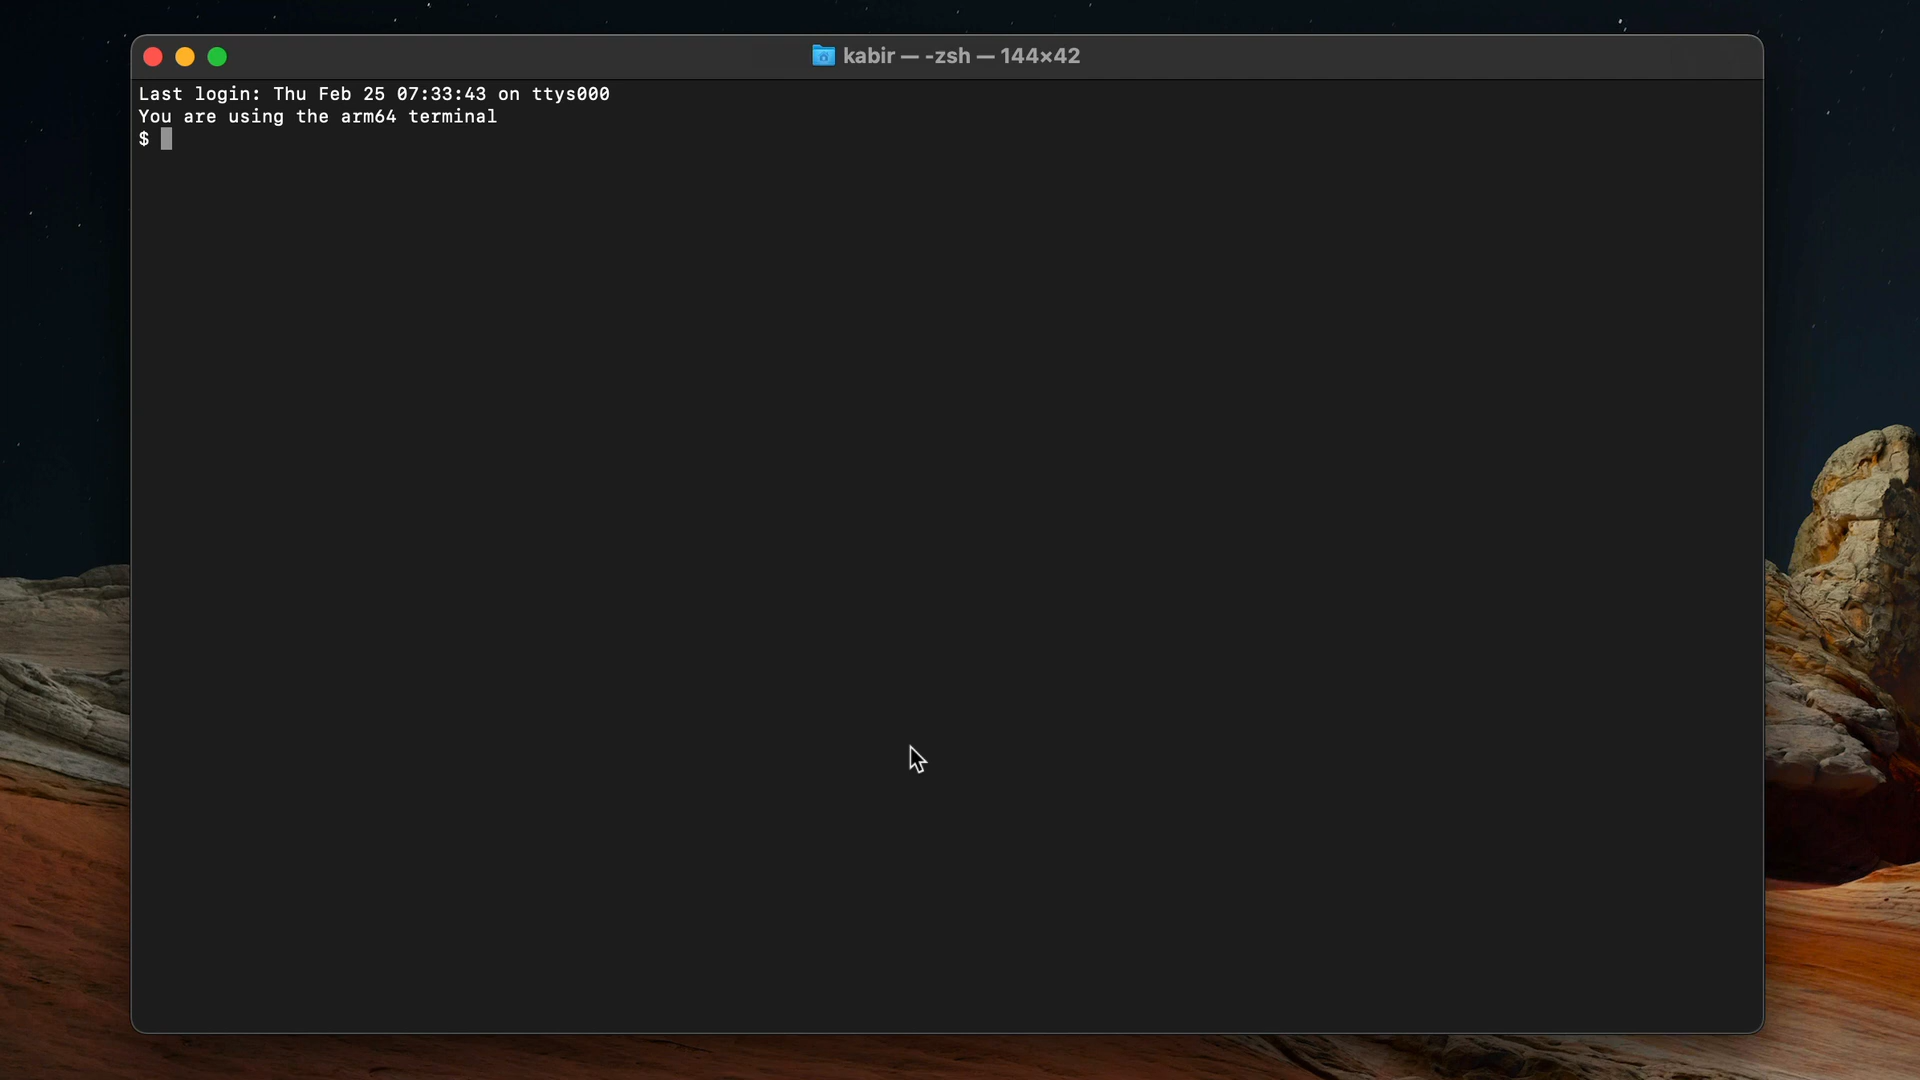 kabir — -zsh — 144×42
Last login: Thu Feb 25 07:33:43 on ttys000
You are using the arm64 terminal
$